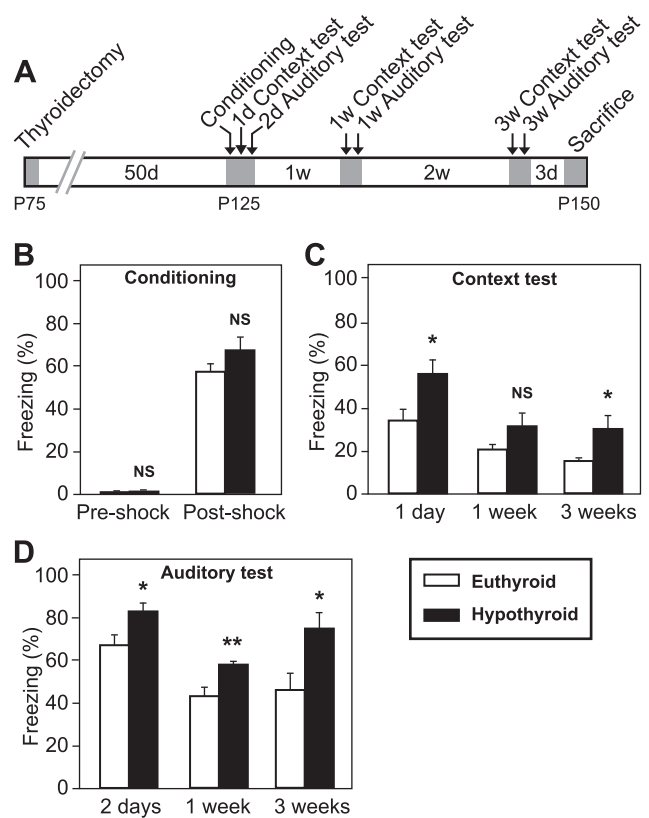 A
Thyroidectomy
Conditioning
1d Context test
2d Auditory test
1w Context test
1w Auditory test
3w Context test
3w Auditory test
Sacrifice
50d 1w 2w 3d
P75 P125 P150
B
Conditioning
Freezing (%)
100
80
60
40
20
0
NS
NS
Pre-shock Post-shock
C
Context test
Freezing (%)
100
80
60
40
20
0
*
NS
*
1 day 1 week 3 weeks
D
Auditory test
Freezing (%)
100
80
60
40
20
0
*
**
*
2 days 1 week 3 weeks
Euthyroid
Hypothyroid